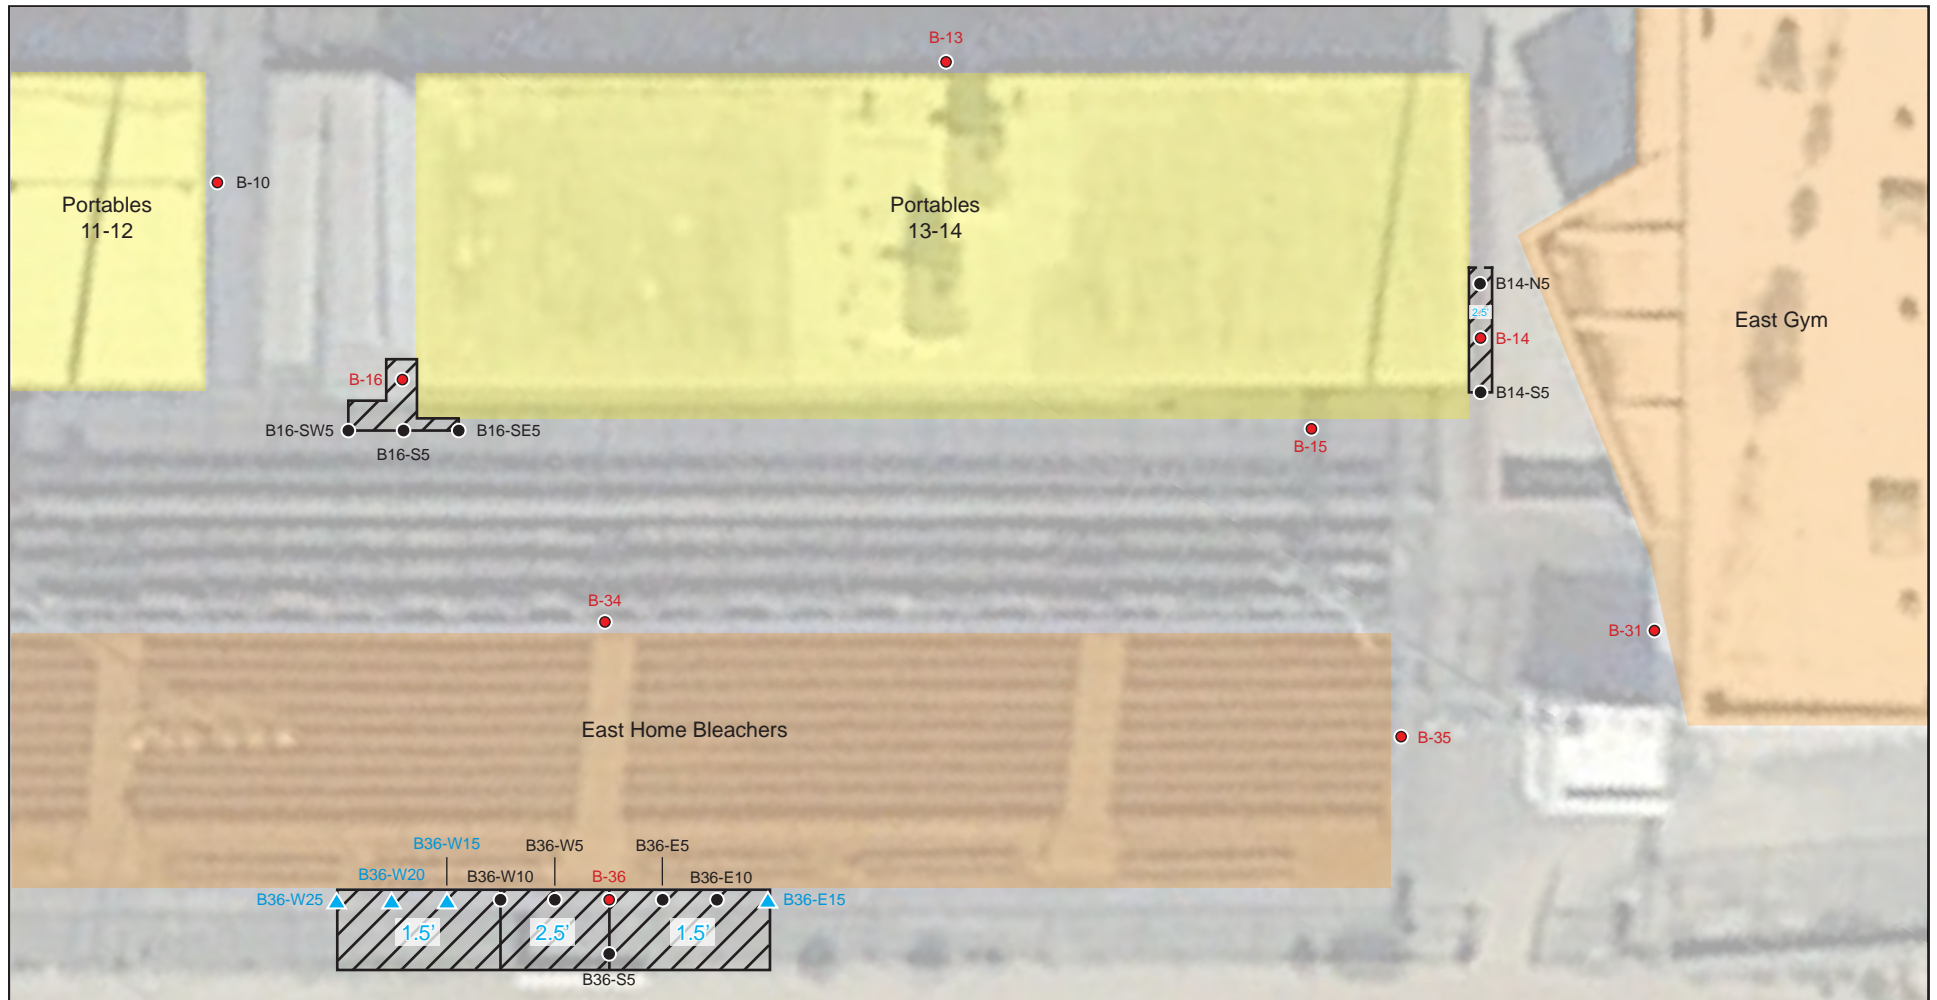 B-13
B-10
Portables
11-12
Portables
13-14
B14-N5
2.5'
B-14
B14-S5
East Gym
B-16
B16-SW5
B16-S5
B16-SE5
B-15
B-34
B-31
East Home Bleachers
B-35
B36-W15
B36-W5
B36-E5
B36-W20
B36-W10
B-36
B36-E10
B36-W25
B36-E15
1.5'
2.5'
1.5'
B36-S5